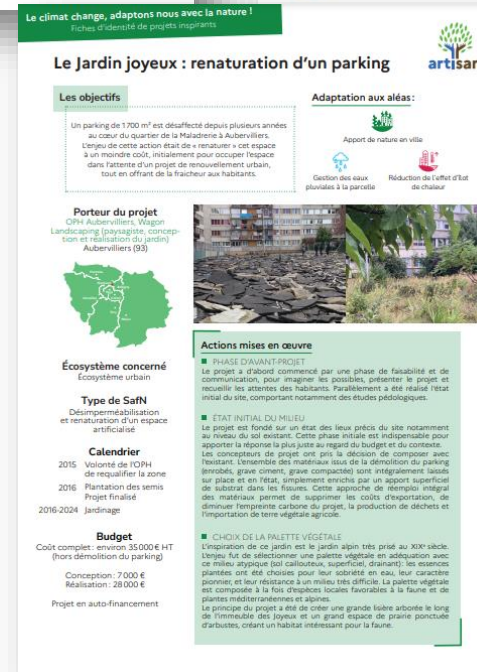 Le climat change, adaptons nous avec la nature !
Fiches d'identité de projets inspirants
Le Jardin joyeux : renaturation d'un parking
artisan
Les objectifs
Un parking de 1700 m² est désaffecté depuis plusieurs années
au cœur du quartier de la Maladrerie à Aubervilliers.
L'enjeu de cette action était de « renaturer » cet espace
à un moindre coût, initialement pour occuper l'espace
dans l'attente d'un projet de renouvellement urbain,
tout en offrant de la fraicheur aux habitants.
Adaptation aux aléas :
Apport de nature en ville
Gestion des eaux
pluviales à la parcelle
Réduction de l'effet d'îlot
de chaleur
Porteur du projet
OPH Aubervilliers, Wagon
Landscaping (paysagiste, concep-
tion et réalisation du jardin)
Aubervilliers (93)
Écosystème concerné
Écosystème urbain
Type de SafN
Désimperméabilisation
et renaturation d'un espace
artificialisé
Calendrier
2015 Volonté de l'OPH
de requalifier la zone
2016 Plantation des semis
Projet finalisé
2016-2024 Jardinage
Budget
Coût complet : environ 35000 € HT
(hors démolition du parking)
Conception : 7000 €
Réalisation : 28000 €
Projet en auto-financement
Actions mises en œuvre
PHASE D'AVANT-PROJET
Le projet a d'abord commencé par une phase de faisabilité et de
communication, pour imaginer les possibles, présenter le projet et
recueillir les attentes des habitants. Parallèlement a été réalisé l'état
initial du site, comportant notamment des études pédologiques.
ÉTAT INITIAL DU MILIEU
Le projet est fondé sur un état des lieux précis du site notamment
au niveau du sol existant. Cette phase initiale est indispensable pour
apporter la réponse la plus juste au regard du budget et du contexte.
Les concepteurs de projet ont pris la décision de composer avec
l'existant. L'ensemble des matériaux issus de la démolition du parking
(enrobés, grave ciment, grave compactée) sont intégralement laissés
sur place et en l'état, simplement enrichis par un apport superficiel
de substrat dans les fissures. Cette approche de réemploi intégral
des matériaux permet de supprimer les coûts d'exportation, de
diminuer l'empreinte carbone du projet, la production de déchets et
l'importation de terre végétale agricole.
CHOIX DE LA PALETTE VÉGÉTALE
L'inspiration de ce jardin est le jardin alpin très prisé au XIXᵉ siècle.
L'enjeu fut de sélectionner une palette végétale en adéquation avec
ce milieu atypique (sol caillouteux, superficiel, drainant): les essences
plantées ont été choisies pour leur sobriété en eau, leur caractère
pionnier, et leur résistance à un milieu très difficile. La palette végétale
est composée à la fois d'espèces locales favorables à la faune et de
plantes méditerranéennes et alpines.
Le principe du projet a été de créer une grande lisière arborée le long
de l'immeuble des Joyeux et un grand espace de prairie ponctuée
d'arbustes, créant un habitat intéressant pour la faune.